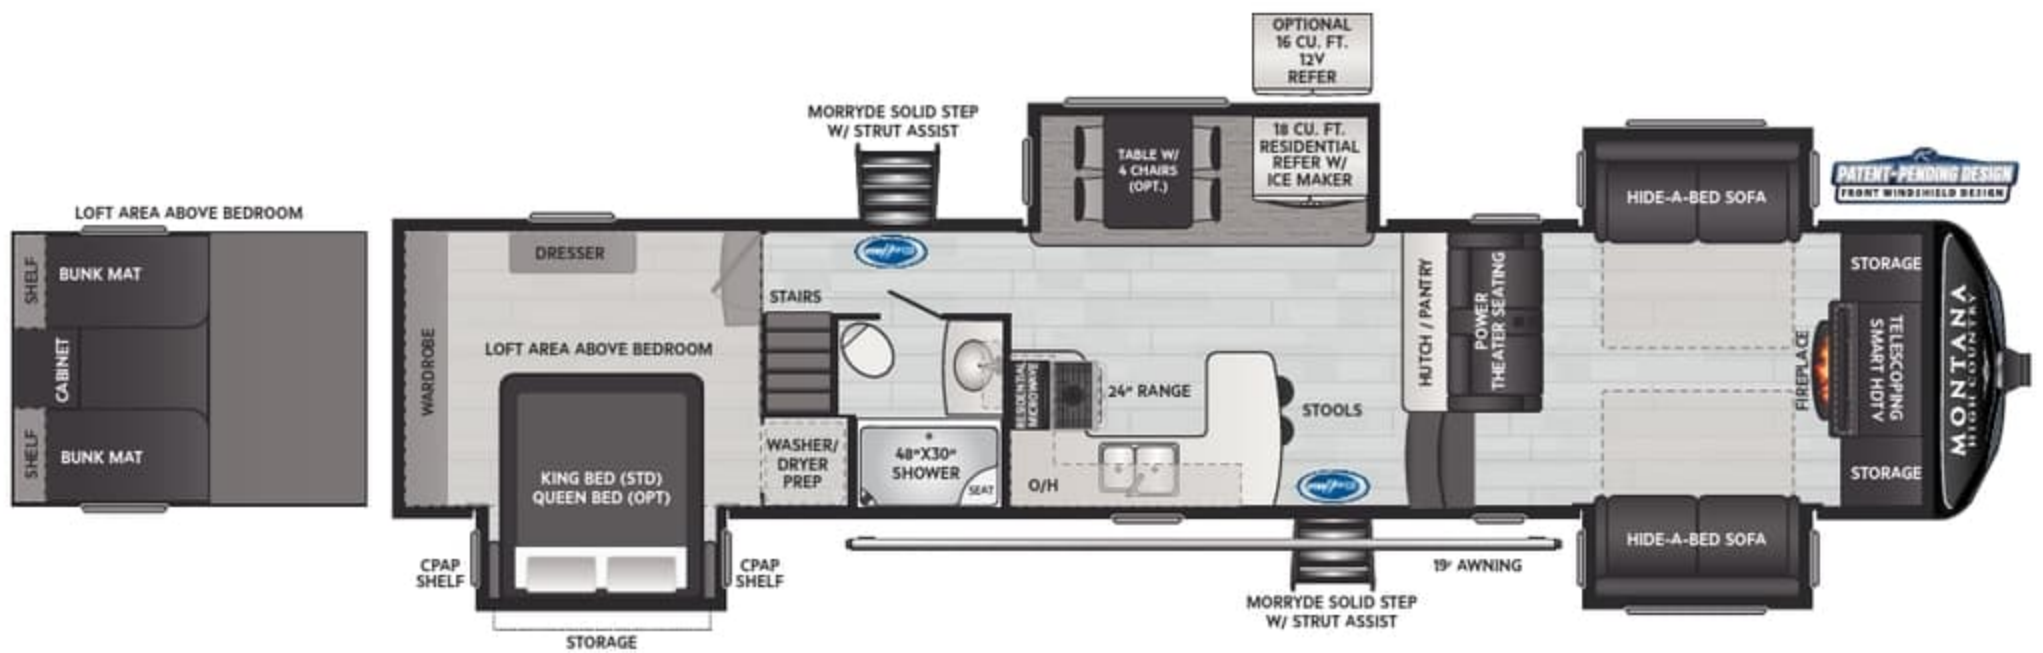 OPTIONAL
16 CU. FT.
12V
REFER
MORRYDE SOLID STEP
W/ STRUT ASSIST
TABLE W/
4 CHAIRS
(OPT.)
18 CU. FT.
RESIDENTIAL
REFER W/
ICE MAKER
HIDE-A-BED SOFA
PATENT-PENDING DESIGN
FRONT WINDSHIELD DESIGN
LOFT AREA ABOVE BEDROOM
SHELF
BUNK MAT
CABINET
SHELF
BUNK MAT
DRESSER
WARDROBE
LOFT AREA ABOVE BEDROOM
STAIRS
KING BED (STD)
QUEEN BED (OPT)
WASHER/
DRYER
PREP
48"X30"
SHOWER
SEAT
RESIDENTIAL
MICROWAVE
24" RANGE
O/H
STOOLS
HUTCH / PANTRY
POWER
THEATER SEATING
STORAGE
FIREPLACE
TELESCOPING
SMART HDTV
STORAGE
MONTANA
HIGH COUNTRY
HIDE-A-BED SOFA
CPAP
SHELF
CPAP
SHELF
STORAGE
19' AWNING
MORRYDE SOLID STEP
W/ STRUT ASSIST